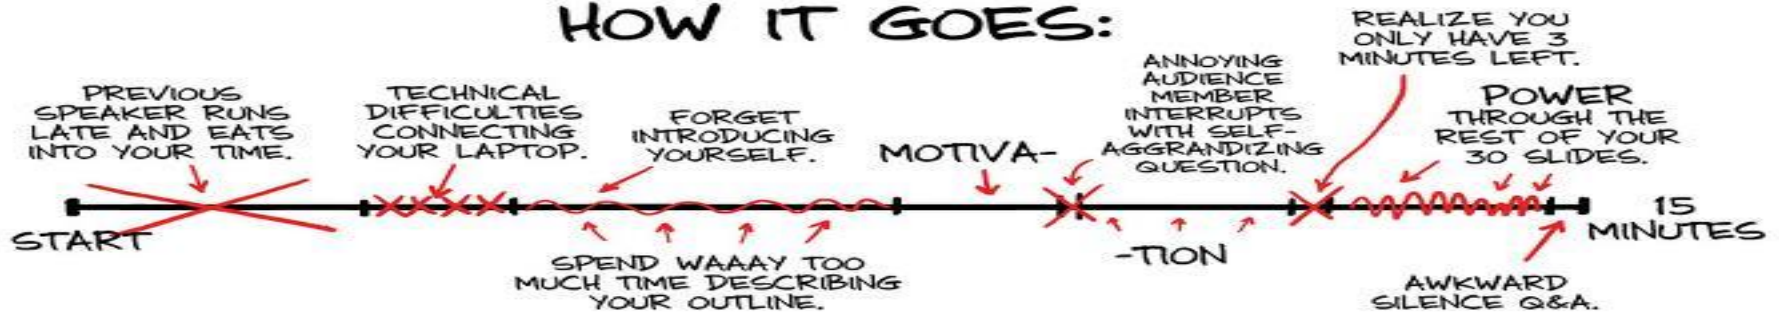 HOW IT GOES:
PREVIOUS
SPEAKER RUNS
LATE AND EATS
INTO YOUR TIME.
TECHNICAL
DIFFICULTIES
CONNECTING
YOUR LAPTOP.
FORGET
INTRODUCING
YOURSELF.
MOTIVA-
ANNOYING
AUDIENCE
MEMBER
INTERRUPTS
WITH SELF-
AGGRANDIZING
QUESTION.
REALIZE YOU
ONLY HAVE 3
MINUTES LEFT.
POWER
THROUGH THE
REST OF YOUR
30 SLIDES.
START
SPEND WAAAY TOO
MUCH TIME DESCRIBING
YOUR OUTLINE.
-TION
AWKWARD
SILENCE Q&A.
15
MINUTES